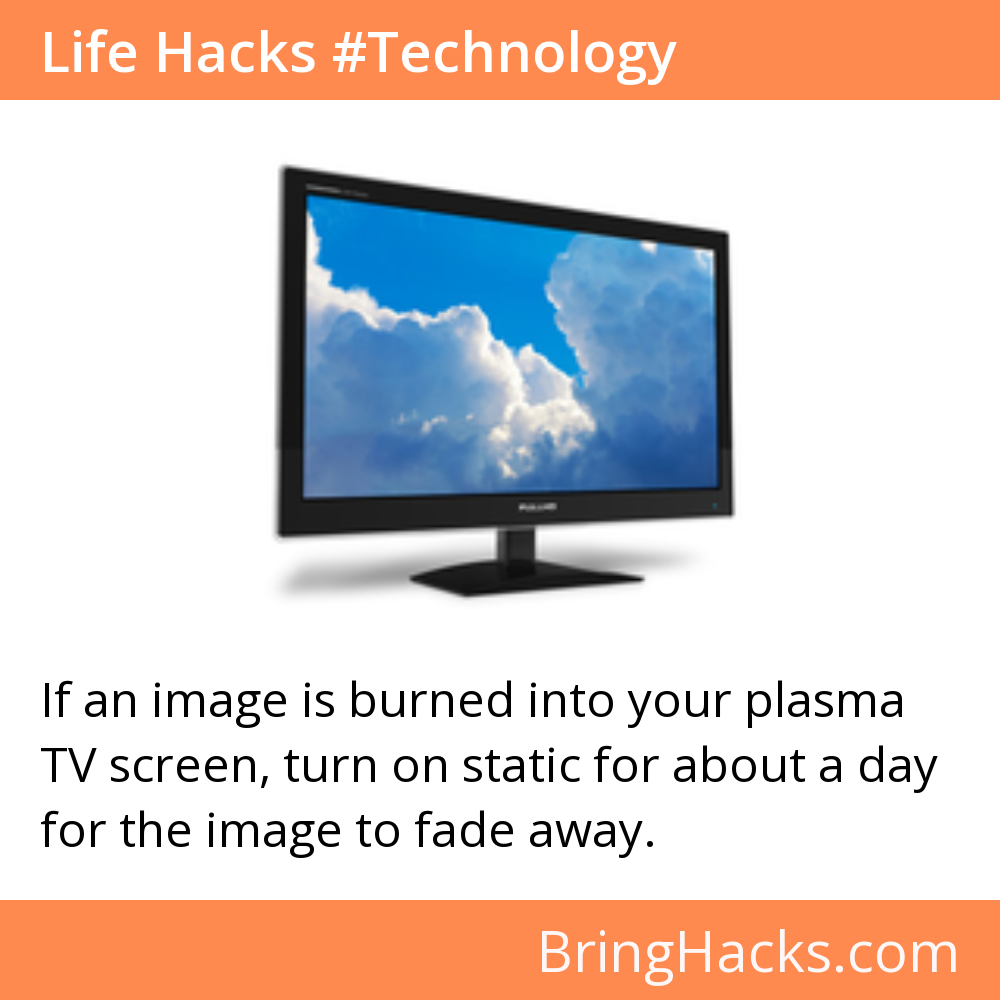 Life Hacks #Technology
If an image is burned into your plasma
TV screen, turn on static for about a day
for the image to fade away.
BringHacks.com